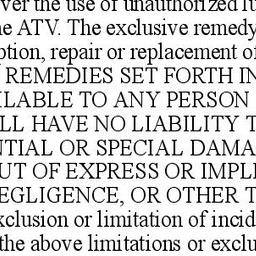 ver the use of unauthorized lu
e ATV. The exclusive remedy
ption, repair or replacement of
REMEDIES SET FORTH IN
ILABLE TO ANY PERSON
LL HAVE NO LIABILITY T
NTIAL OR SPECIAL DAMA
UT OF EXPRESS OR IMPLI
EGLIGENCE, OR OTHER T
xclusion or limitation of incid
the above limitations or exclu